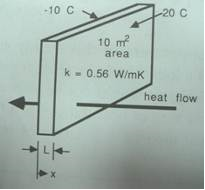 -10 C
20 C
10 m²
area
k = 0.56 W/mK
heat flow
L
x